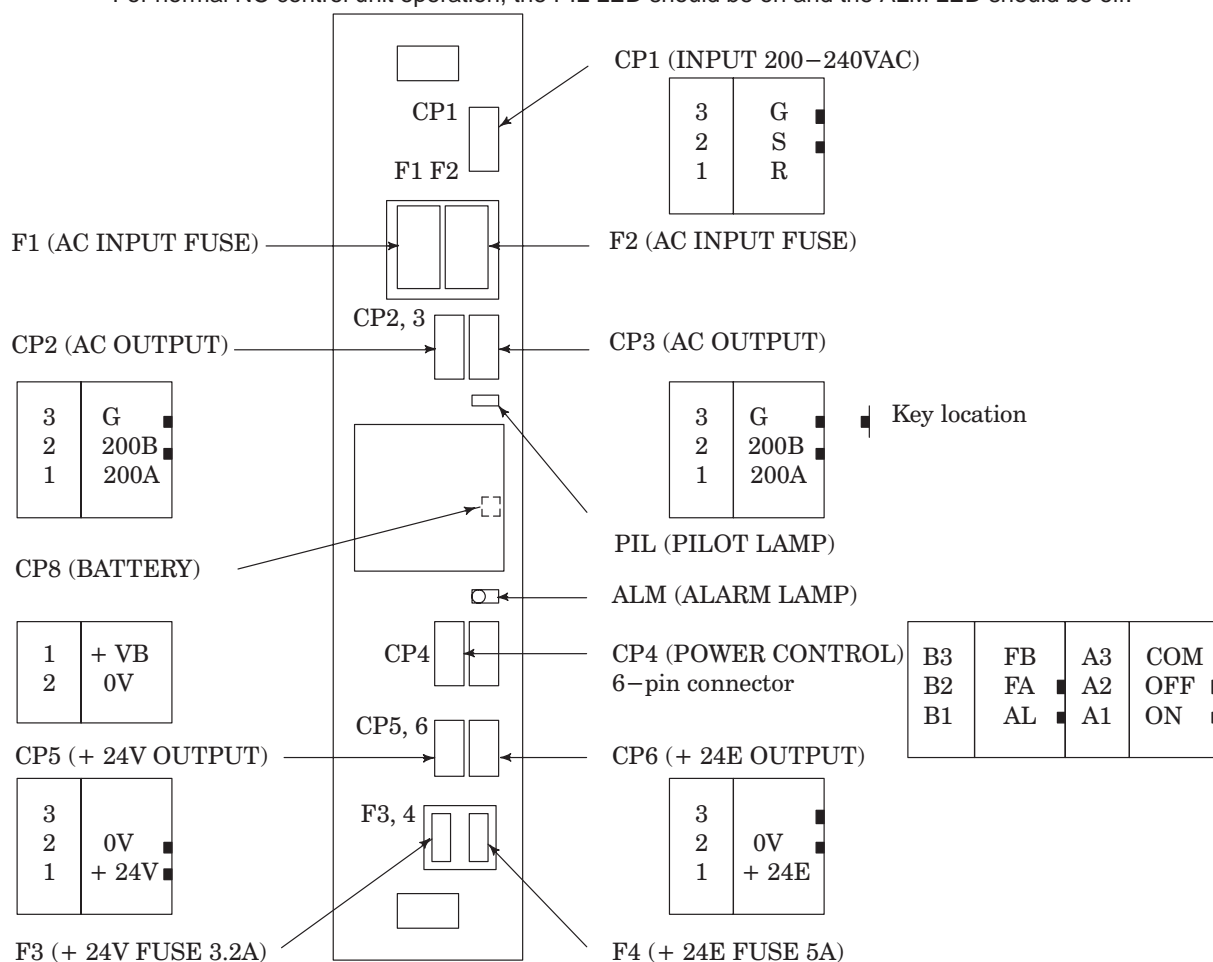 For normal NC control unit operation, the PIL LED should be on and the ALM LED should be off.
CP1 (INPUT 200−240VAC)
CP1
3 G
2 S
1 R
F1 F2
F1 (AC INPUT FUSE)
F2 (AC INPUT FUSE)
CP2, 3
CP2 (AC OUTPUT)
CP3 (AC OUTPUT)
3 G
2 200B
1 200A
3 G
2 200B
1 200A
Key location
PIL (PILOT LAMP)
CP8 (BATTERY)
ALM (ALARM LAMP)
1 + VB
2 0V
CP4
CP4 (POWER CONTROL)
6−pin connector
B3 FB A3 COM
B2 FA A2 OFF
B1 AL A1 ON
CP5, 6
CP5 (+ 24V OUTPUT)
CP6 (+ 24E OUTPUT)
3
2 0V
1 + 24V
F3, 4
3
2 0V
1 + 24E
F3 (+ 24V FUSE 3.2A)
F4 (+ 24E FUSE 5A)